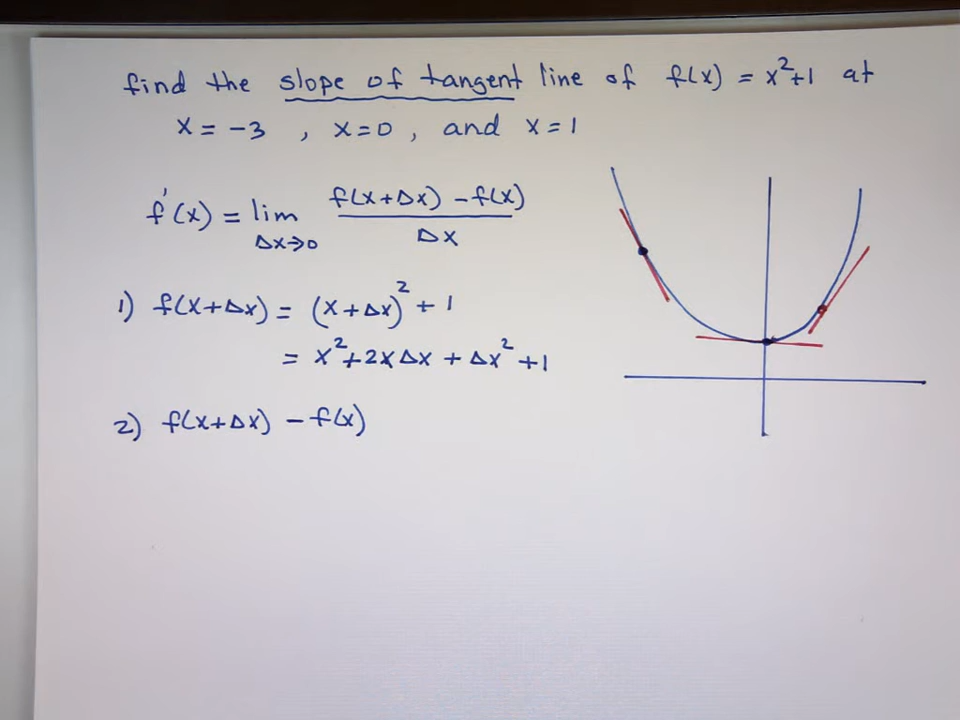 find the slope of tangent line of f(x) = x²+1 at
x = -3 , x=0 , and x=1
f'(x) = lim Δx→0 f(x+Δx) - f(x) / Δx
1) f(x+Δx) = (x+Δx)² + 1
= x²+2xΔx + Δx² +1
2) f(x+Δx) - f(x)